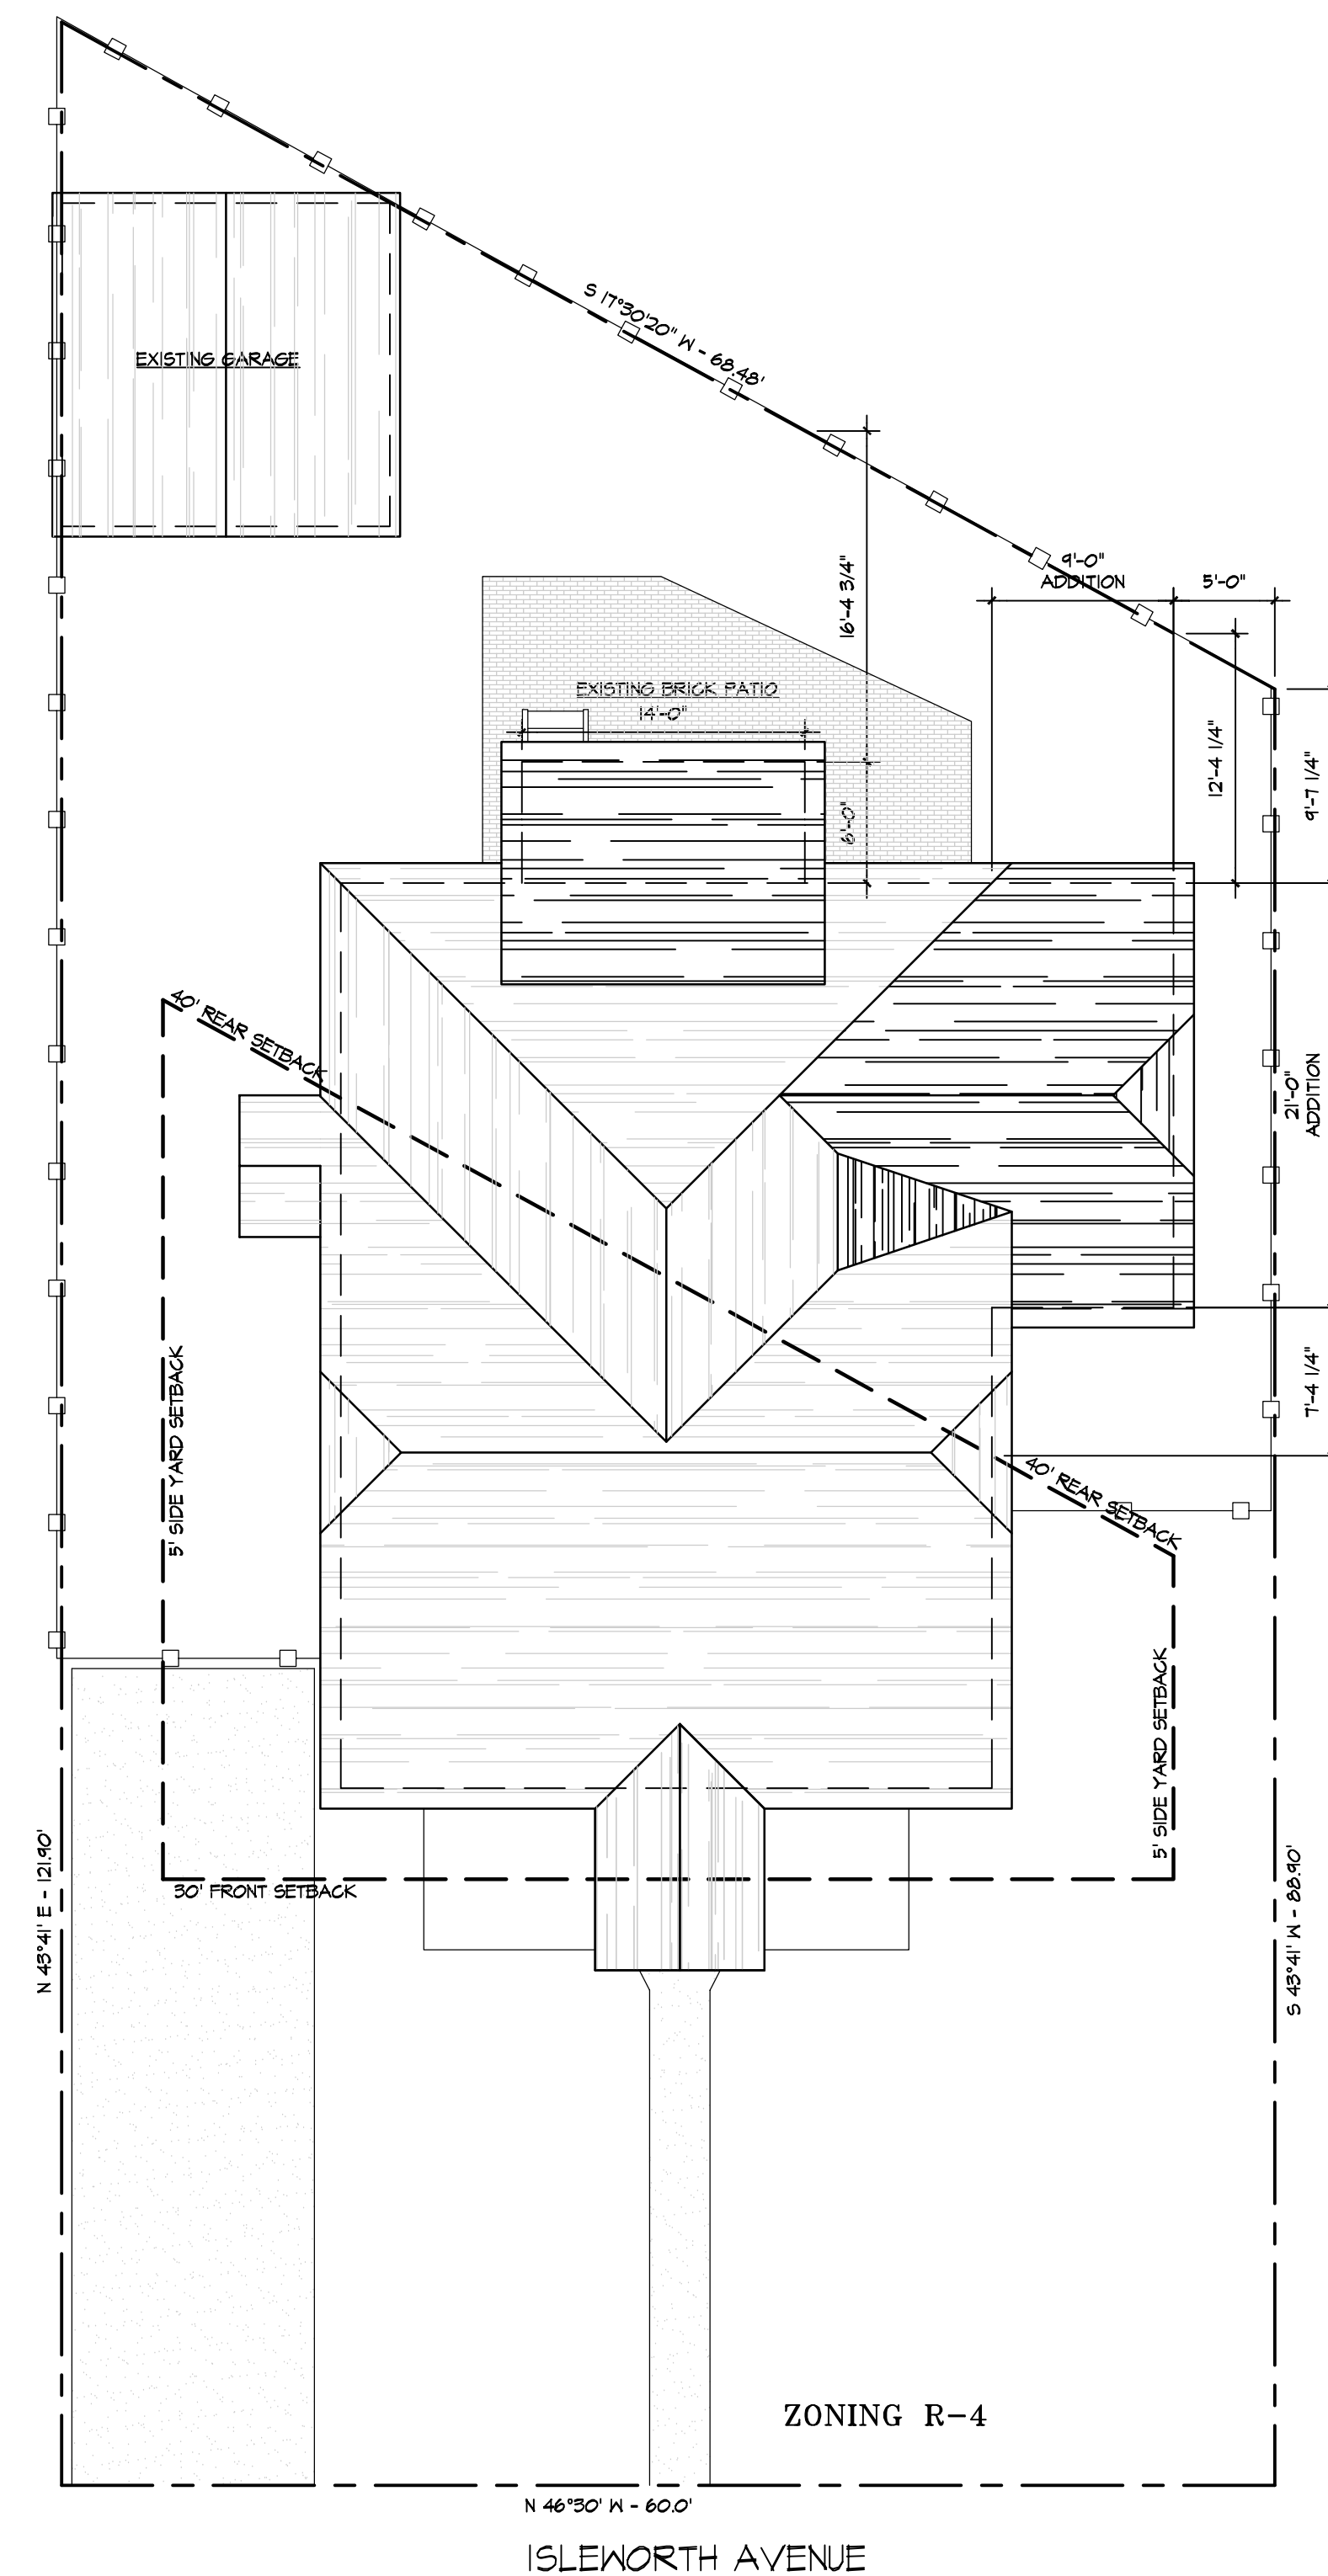 S 17°30'20" W - 68.48'
EXISTING GARAGE
16'-4 3/4"
9'-0"
ADDITION
5'-0"
12'-4 1/4"
9'-7 1/4"
EXISTING BRICK PATIO
14'-0"
6'-0"
40' REAR SETBACK
21'-0"
ADDITION
5' SIDE YARD SETBACK
7'-4 1/4"
40' REAR SETBACK
5' SIDE YARD SETBACK
30' FRONT SETBACK
N 43°41' E - 121.90'
S 43°41' W - 88.90'
ZONING R-4
N 46°30' W - 60.0'
ISLEWORTH AVENUE